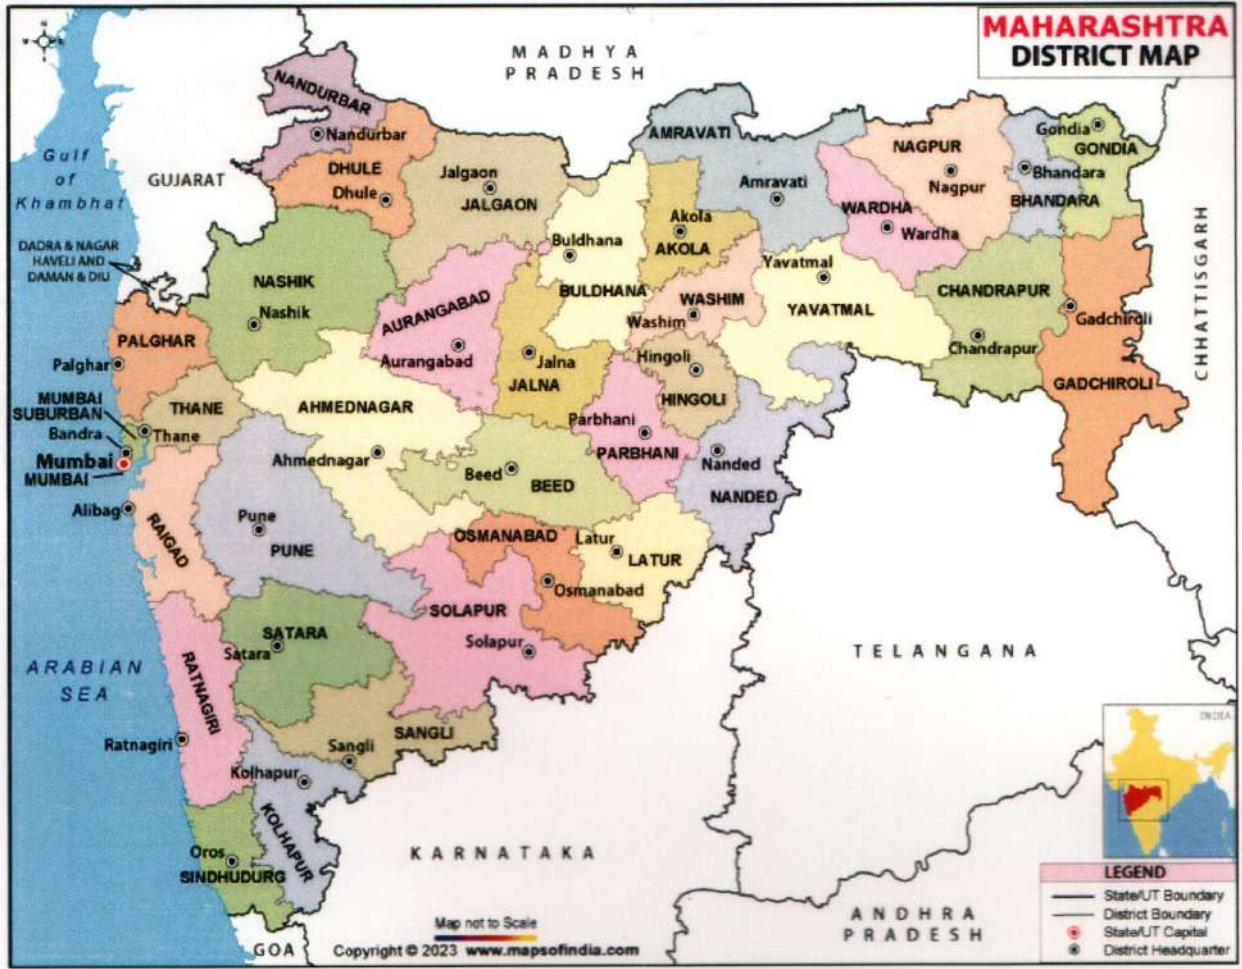 MAHARASHTRA
DISTRICT MAP
MADHYA
PRADESH
NANDURBAR
Nandurbar
AMRAVATI
Gondia
GONDIA
NAGPUR
Gulf
of
Khambhat
GUJARAT
DHULE
Dhule
Jalgaon
JALGAON
Amravati
Nagpur
Bhandara
BHANDARA
WARDHA
Wardha
Akola
AKOLA
Buldhana
BULDHANA
DADRA & NAGAR
HAVELI AND
DAMAN & DIU
NASHIK
Nashik
AURANGABAD
Aurangabad
WASHIM
Washim
Yavatmal
YAVATMAL
CHANDRAPUR
Chandrapur
Gadchiroli
GADCHIROLI
CHHATTISGARH
PALGHAR
Palghar
Jalna
JALNA
Hingoli
HINGOLI
MUMBAI
SUBURBAN
Bandra
Mumbai
MUMBAI
THANE
Thane
AHMEDNAGAR
Ahmednagar
Parbhani
PARBHANI
Nanded
NANDED
Beed
BEED
Alibag
RAIGAD
Pune
PUNE
OSMANABAD
Osmanabad
Latur
LATUR
SOLAPUR
Solapur
SATARA
Satara
TELANGANA
ARABIAN
SEA
RATNAGIRI
Ratnagiri
SANGLI
Sangli
Kolhapur
KOLHAPUR
INDIA
Oros
SINDHUDURG
KARNATAKA
ANDHRA
PRADESH
GOA
Map not to Scale
Copyright © 2023 www.mapsofindia.com
LEGEND
State/UT Boundary
District Boundary
State/UT Capital
District Headquarter